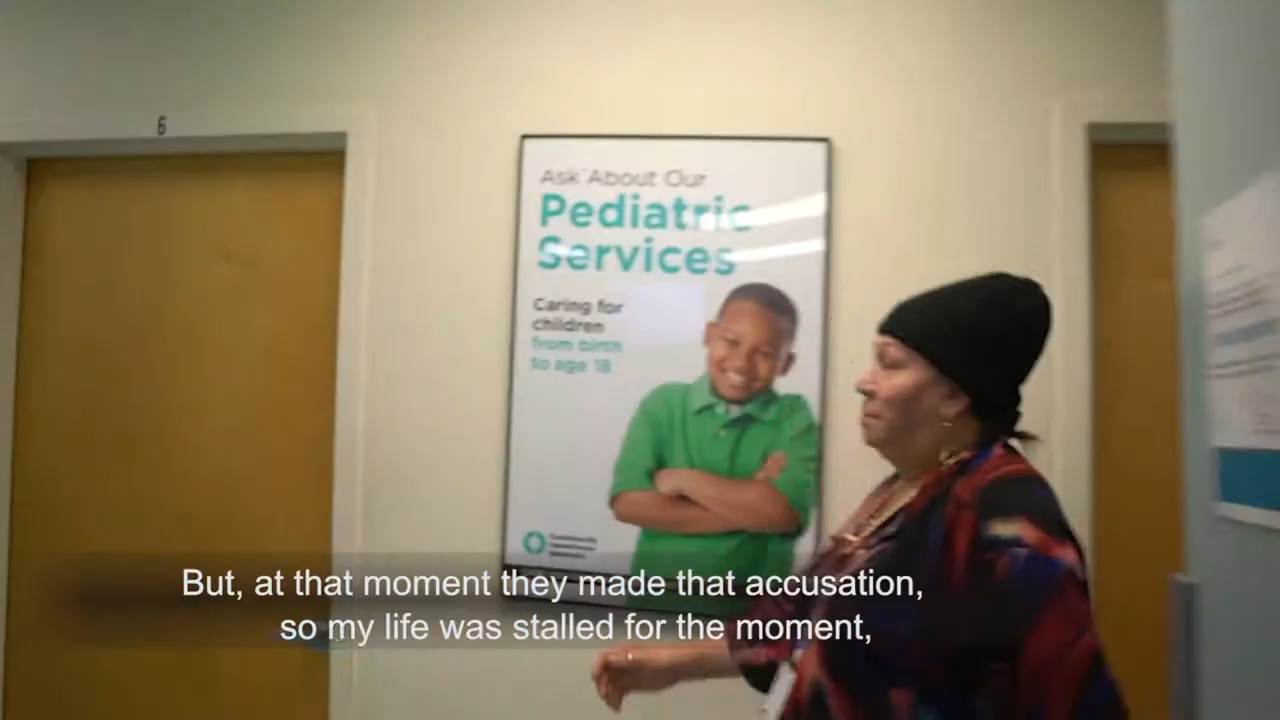 6
Ask About Our
Pediatric
Services
Caring for
children
from birth
to age 18
But, at that moment they made that accusation,
so my life was stalled for the moment,